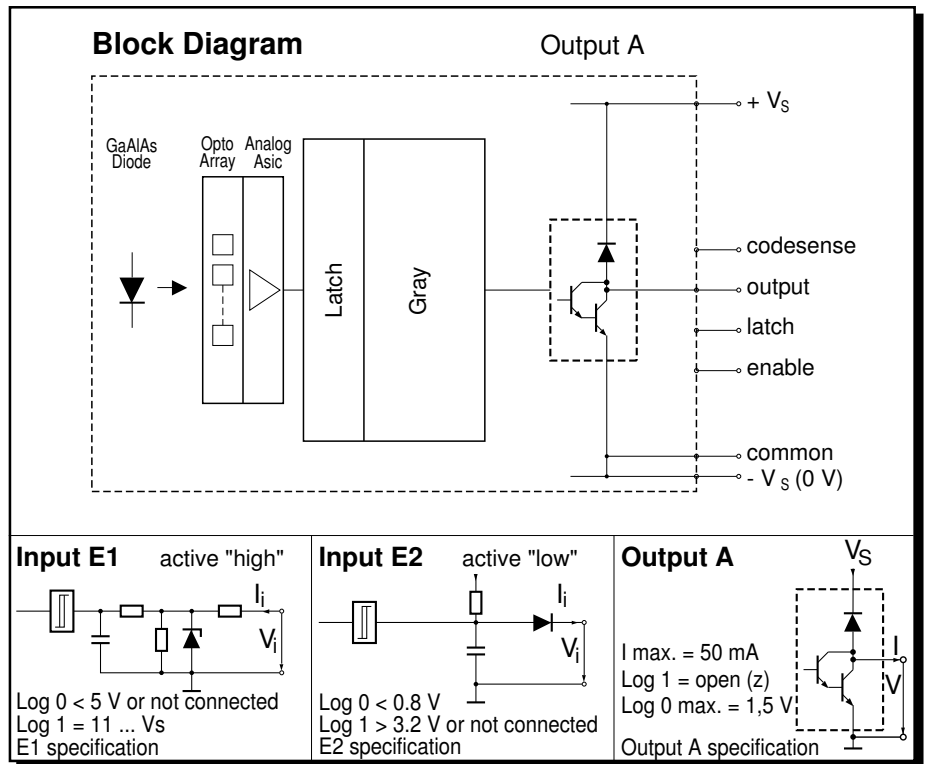 Block Diagram
Output A
GaAlAs
Diode
Opto
Array
Analog
Asic
Latch
Gray
+ VS
codesense
output
latch
enable
common
- V S (0 V)
Input E1 active "high"
Ii
Vi
Log 0 < 5 V or not connected
Log 1 = 11 ... Vs
E1 specification
Input E2 active "low"
Ii
Vi
Log 0 < 0.8 V
Log 1 > 3.2 V or not connected
E2 specification
Output A
VS
I
V
I max. = 50 mA
Log 1 = open (z)
Log 0 max. = 1,5 V
Output A specification